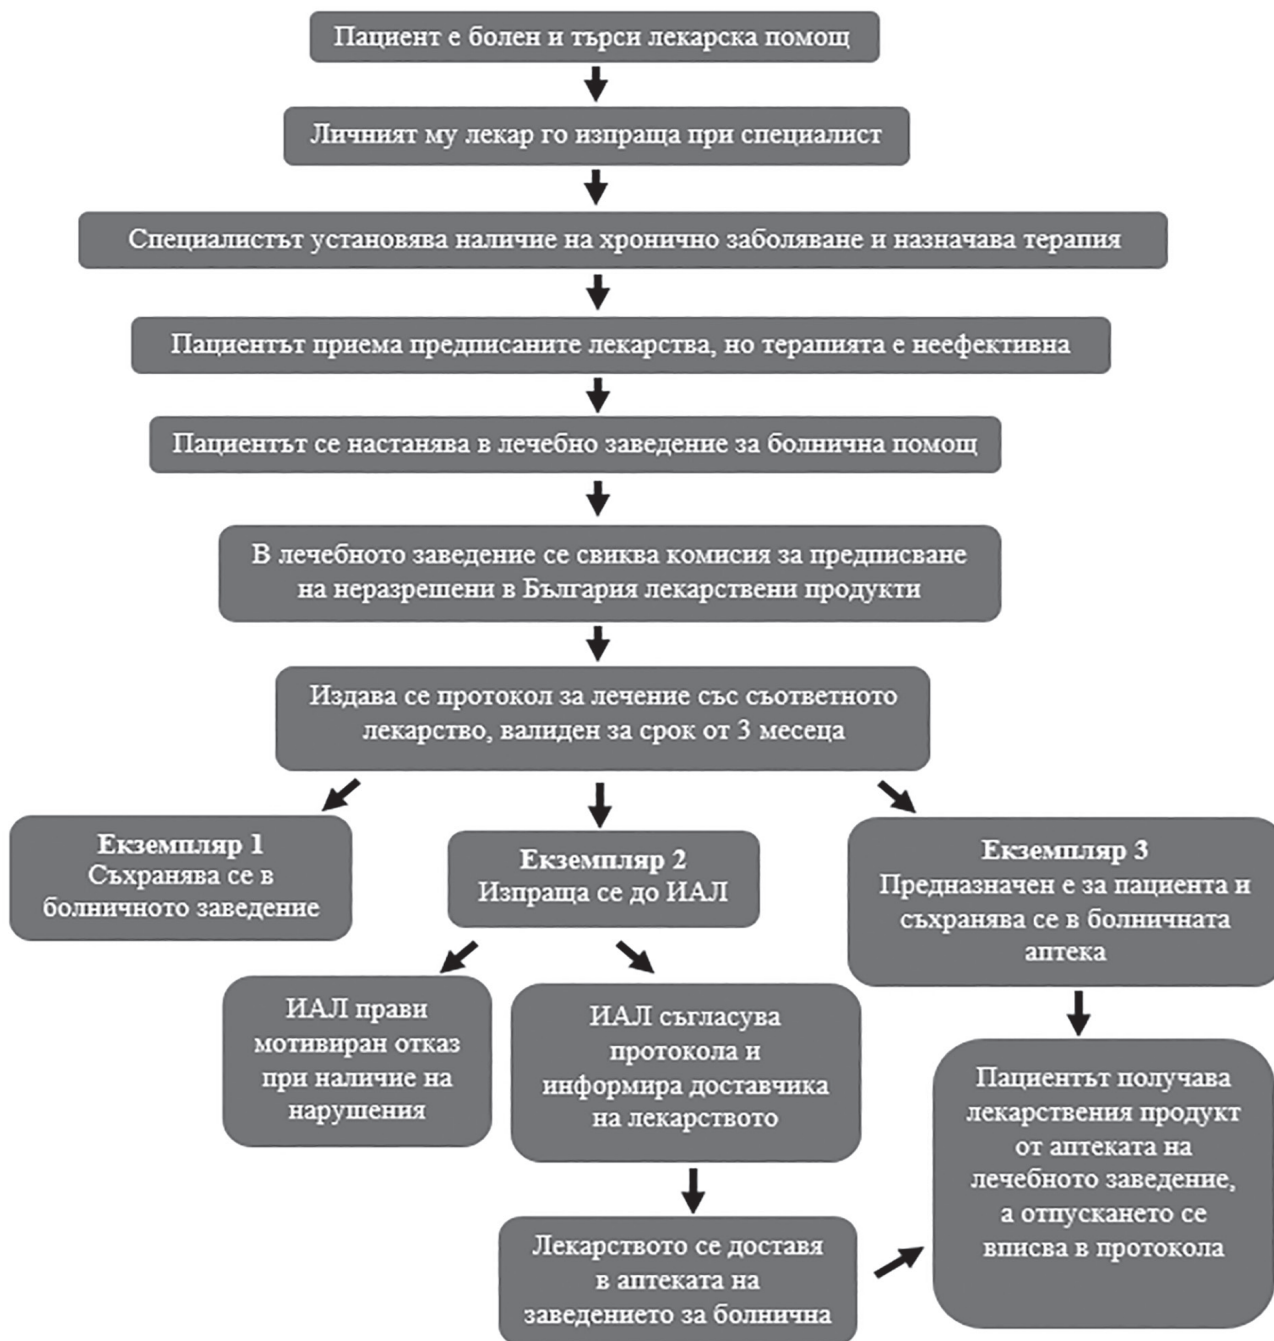 Пациент е болен и търси лекарска помощ
Личният му лекар го изпраща при специалист
Специалистът установява наличие на хронично заболяване и назначава терапия
Пациентът приема предписаните лекарства, но терапията е неефективна
Пациентът се настанява в лечебно заведение за болнична помощ
В лечебното заведение се свиква комисия за предписване
на неразрешени в България лекарствени продукти
Издава се протокол за лечение със съответното
лекарство, валиден за срок от 3 месеца
Екземпляр 1
Съхранява се в
болничното заведение
Екземпляр 2
Изпраща се до ИАЛ
Екземпляр 3
Предназначен е за пациента и
съхранява се в болничната
аптека
ИАЛ прави
мотивиран отказ
при наличие на
нарушения
ИАЛ съгласува
протокола и
информира доставчика
на лекарството
Лекарството се доставя
в аптеката на
заведението за болнична
Пациентът получава
лекарствения продукт
от аптеката на
лечебното заведение,
а отпускането се
вписва в протокола